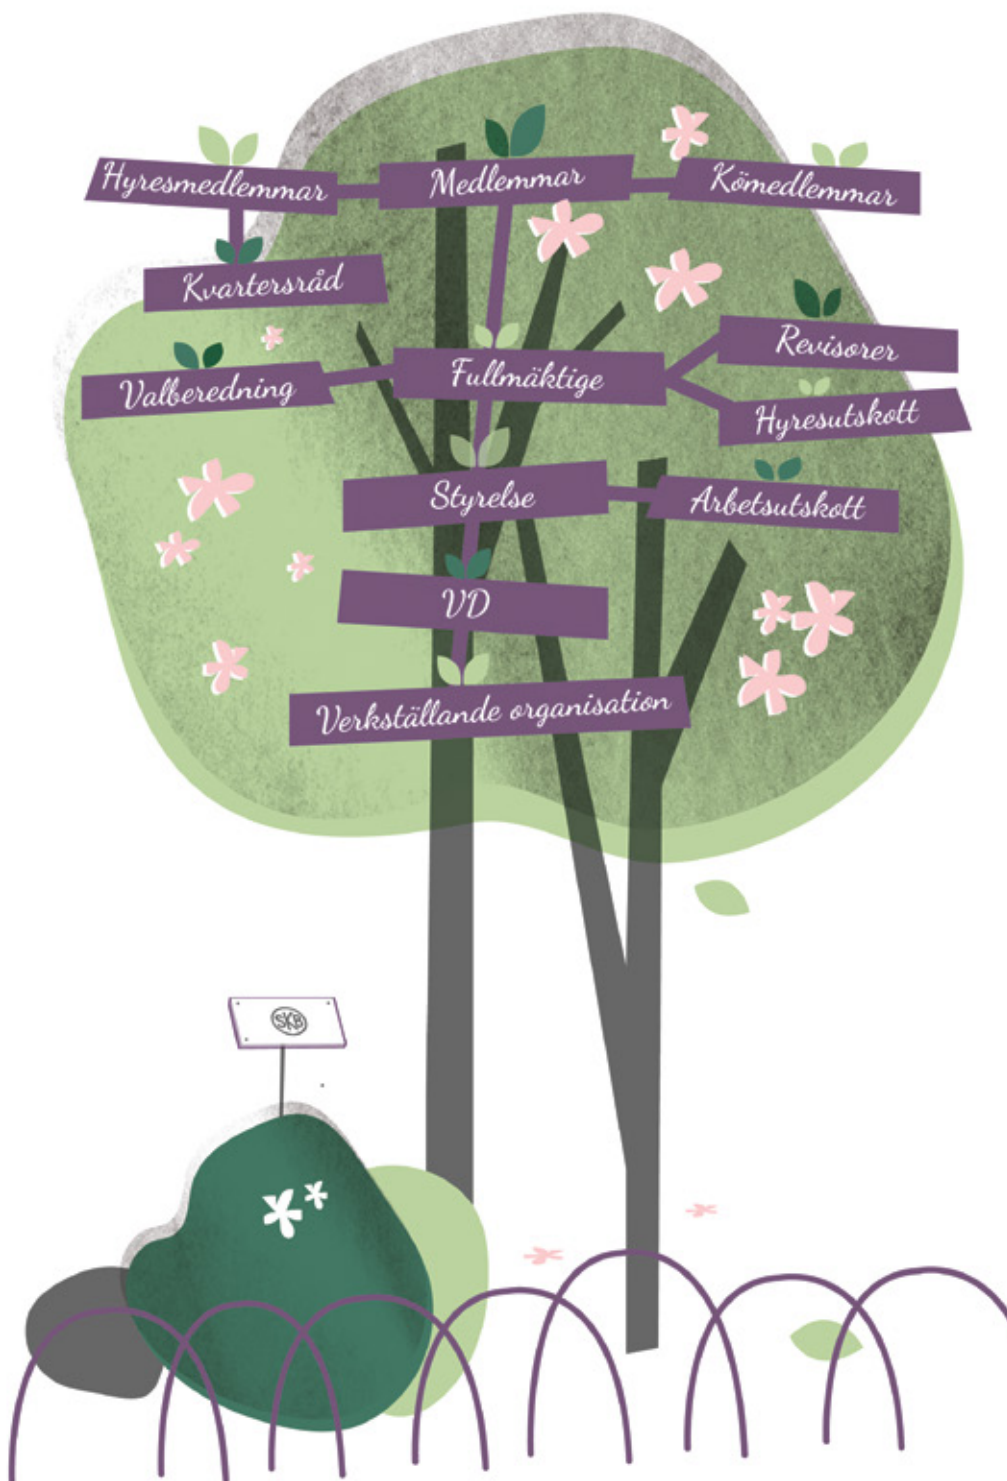 Hyresmedlemmar
Medlemmar
Kömedlemmar
Kvartersråd
Valberedning
Fullmäktige
Revisorer
Hyresutskott
Styrelse
Arbetsutskott
VD
Verkställande organisation
SKB